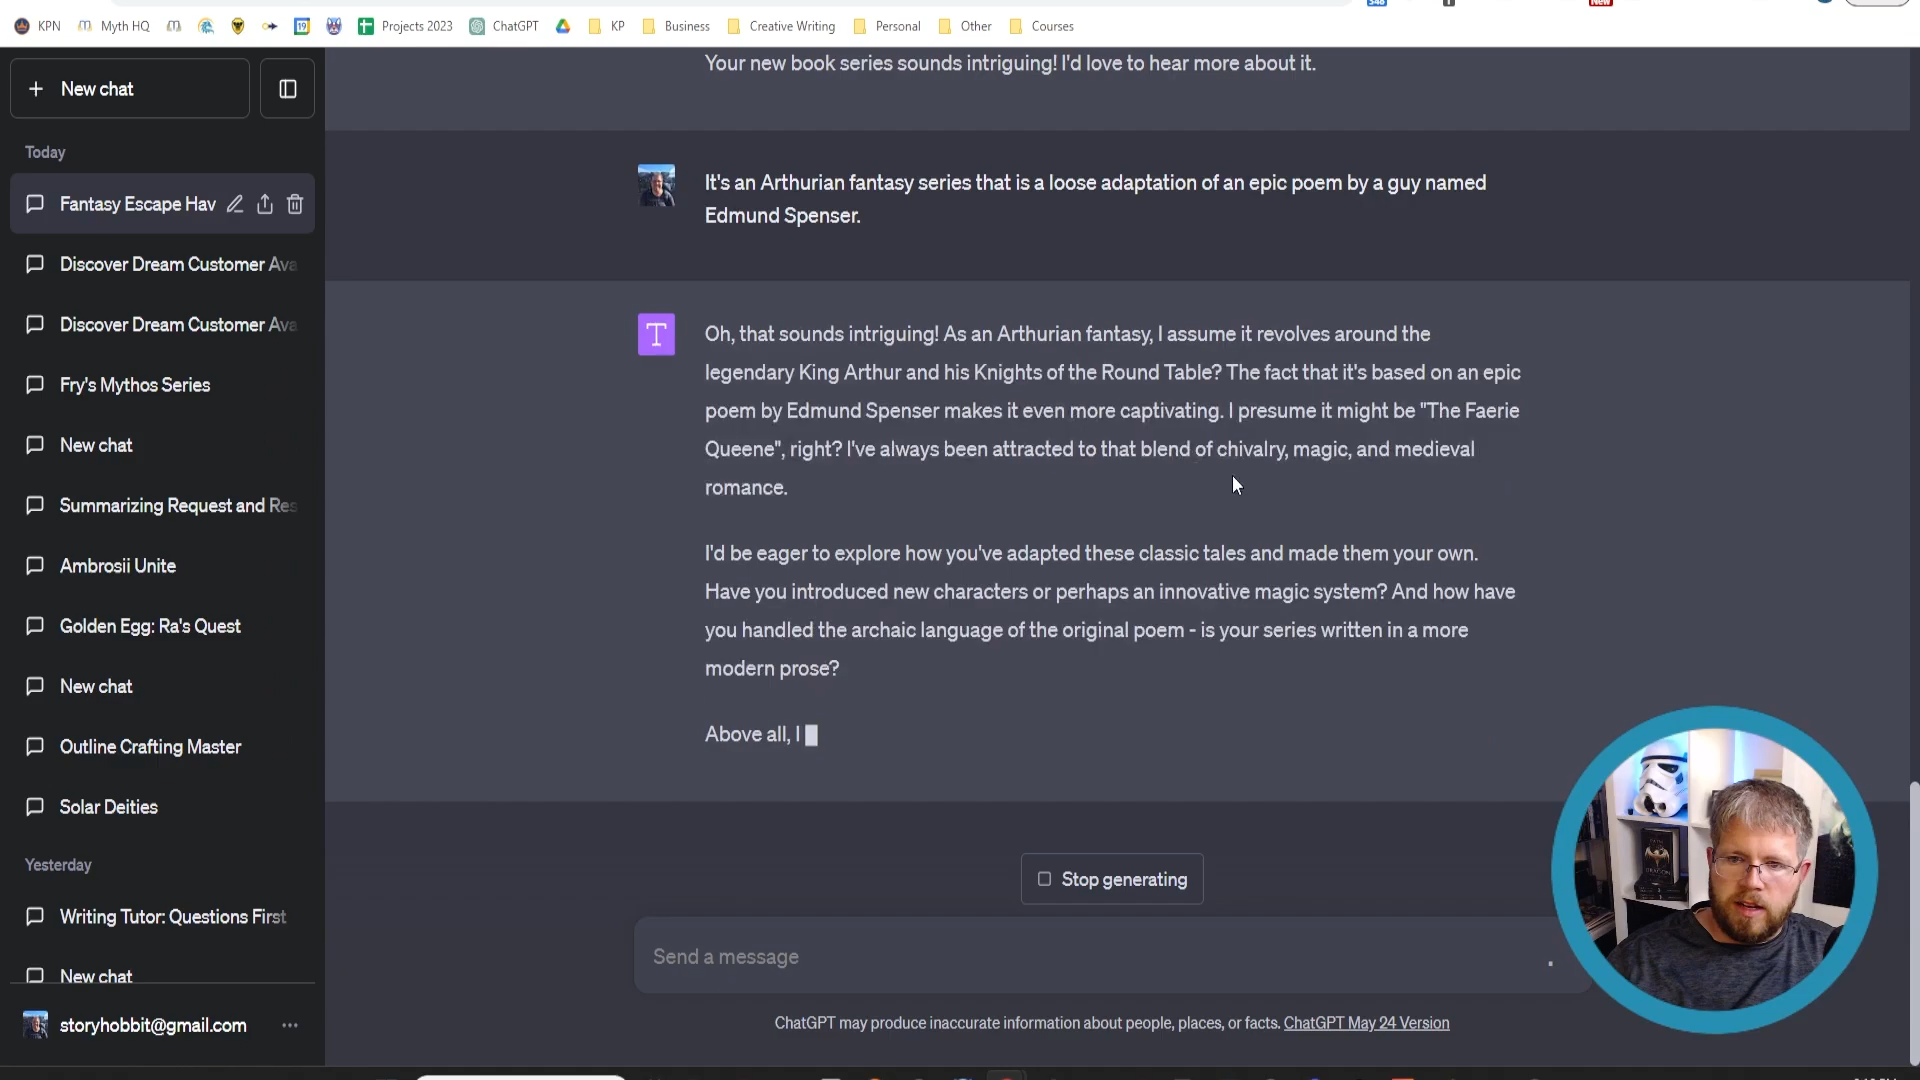 KPN Myth HQ 19 Projects 2023 ChatGPT KP Business Creative Writing Personal Other Courses
New chat
Today
Fantasy Escape Hav
Discover Dream Customer Ava
Discover Dream Customer Ava
Fry's Mythos Series
New chat
Summarizing Request and Res
Ambrosii Unite
Golden Egg: Ra's Quest
New chat
Outline Crafting Master
Solar Deities
Yesterday
Writing Tutor: Questions First
New chat
storyhobbit@gmail.com
Your new book series sounds intriguing! I'd love to hear more about it.
It's an Arthurian fantasy series that is a loose adaptation of an epic poem by a guy named
Edmund Spenser.
T
Oh, that sounds intriguing! As an Arthurian fantasy, I assume it revolves around the
legendary King Arthur and his Knights of the Round Table? The fact that it's based on an epic
poem by Edmund Spenser makes it even more captivating. I presume it might be "The Faerie
Queene", right? I've always been attracted to that blend of chivalry, magic, and medieval
romance.
I'd be eager to explore how you've adapted these classic tales and made them your own.
Have you introduced new characters or perhaps an innovative magic system? And how have
you handled the archaic language of the original poem - is your series written in a more
modern prose?
Above all, I
Stop generating
Send a message
ChatGPT may produce inaccurate information about people, places, or facts. ChatGPT May 24 Version